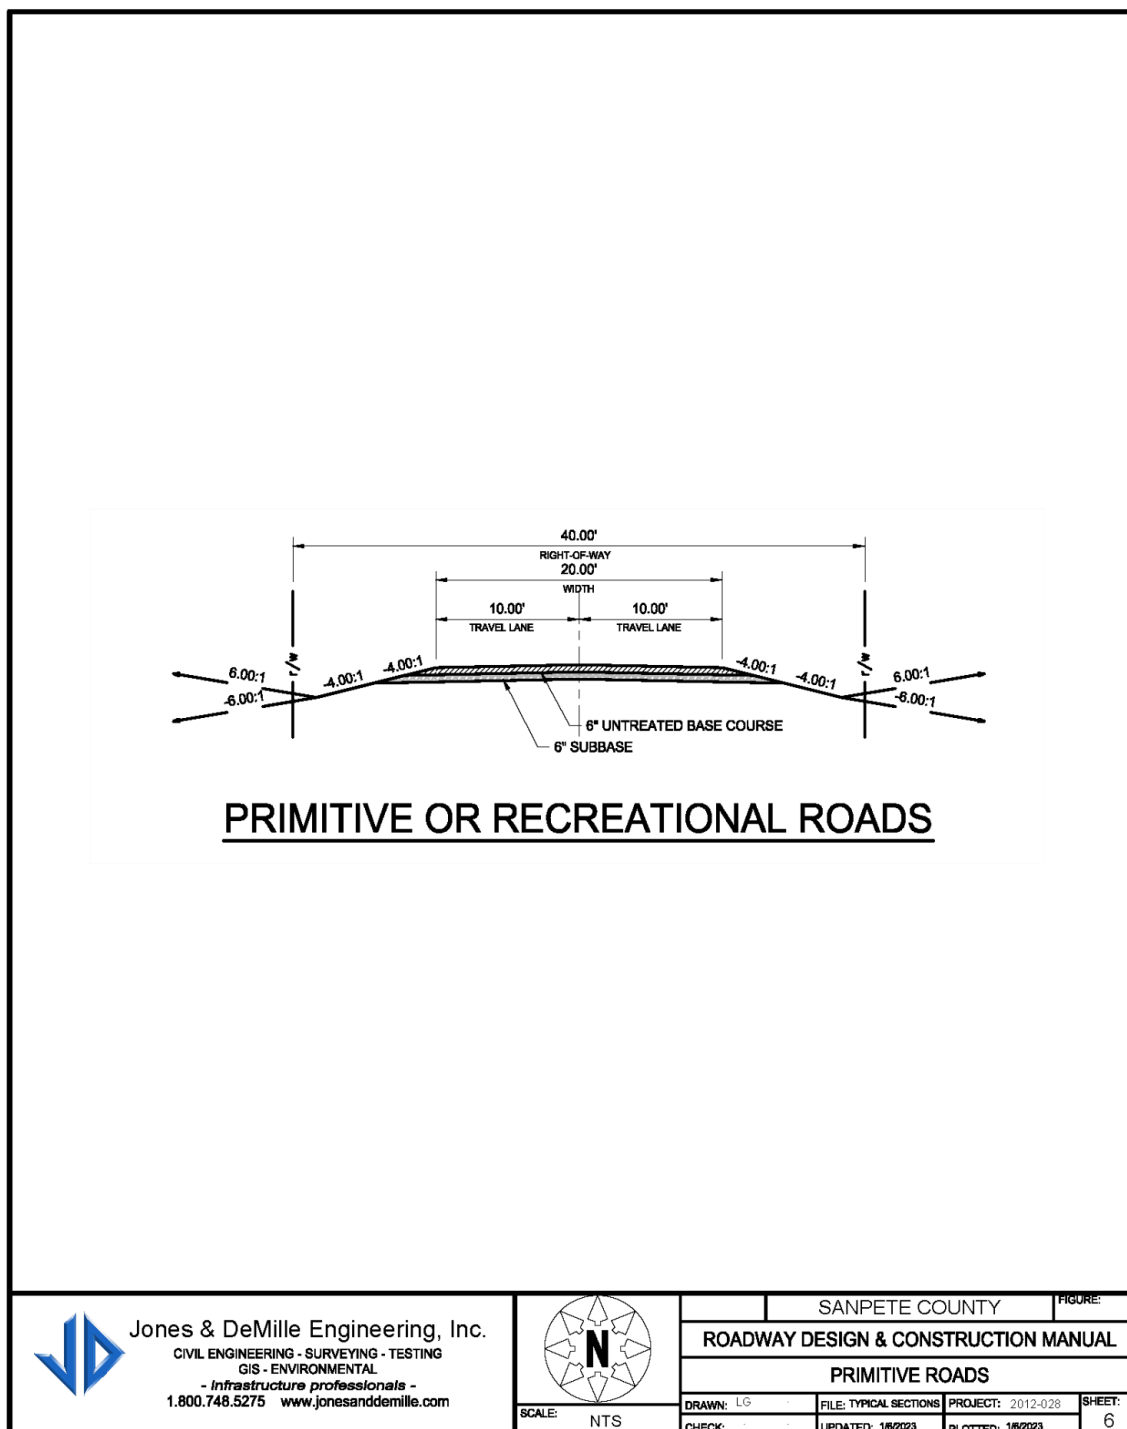 40.00'
RIGHT-OF-WAY
20.00'
WIDTH
10.00'
10.00'
TRAVEL LANE
TRAVEL LANE
r/w
r/w
6.00:1
-4.00:1
-4.00:1
-4.00:1
-4.00:1
6.00:1
-6.00:1
-6.00:1
6" UNTREATED BASE COURSE
6" SUBBASE
PRIMITIVE OR RECREATIONAL ROADS
JD
Jones & DeMille Engineering, Inc.
CIVIL ENGINEERING - SURVEYING - TESTING
GIS - ENVIRONMENTAL
- infrastructure professionals -
1.800.748.5275 www.jonesanddemille.com
N
SCALE: NTS
SANPETE COUNTY
FIGURE:
ROADWAY DESIGN & CONSTRUCTION MANUAL
PRIMITIVE ROADS
DRAWN: LG
FILE: TYPICAL SECTIONS
PROJECT: 2012-028
SHEET:
6
CHECK:
UPDATED: 1/6/2023
PLOTTED: 1/6/2023